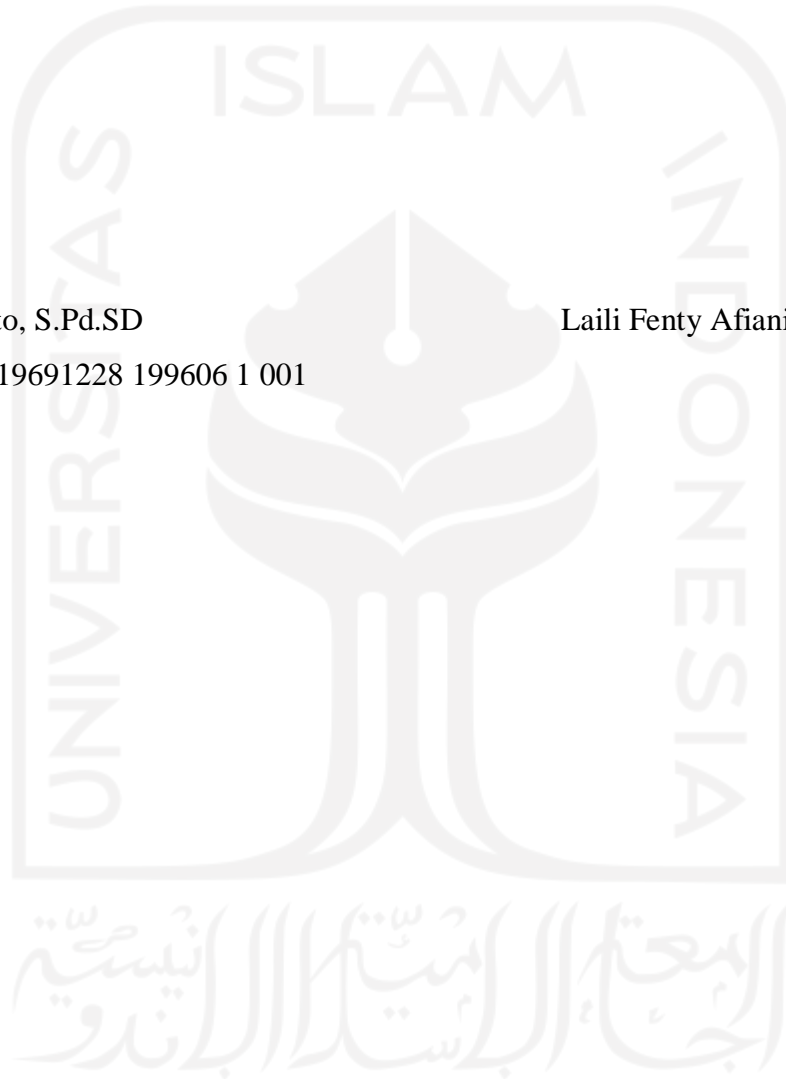 ISLAM
UNIVERSITAS
INDONESIA
to, S.Pd.SD Laili Fenty Afiani
19691228 199606 1 001